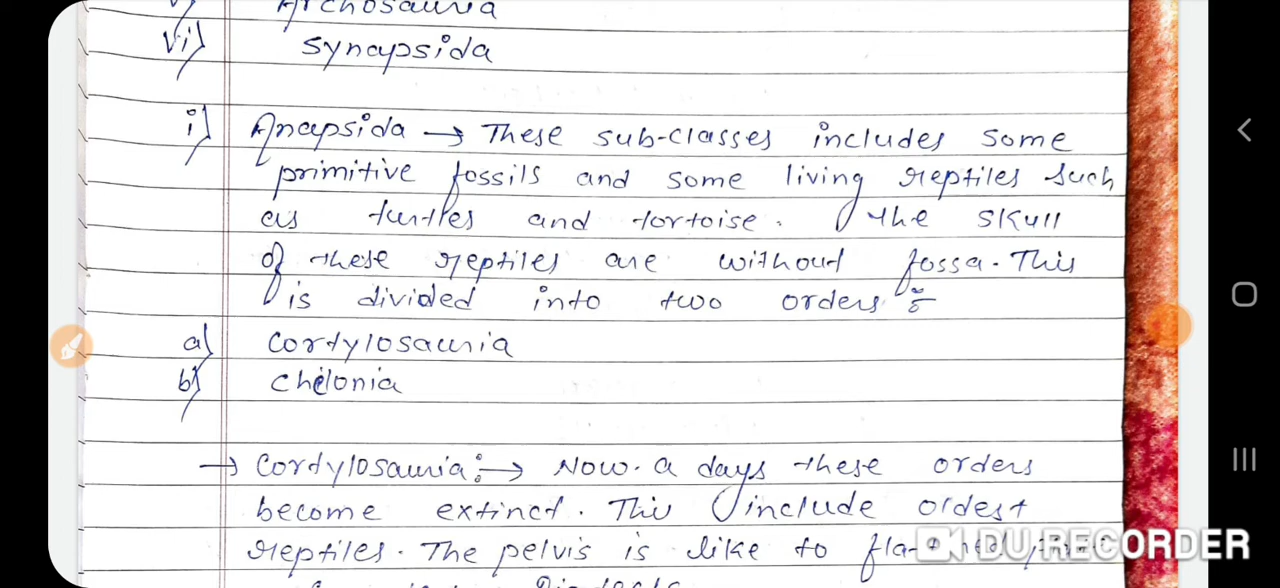 Archosauria
vi) Synapsida
i) Anapsida → These sub-classes includes some
primitive fossils and some living reptiles such
as turtles and tortoise. The skull
of these reptiles are without fossa. This
is divided into two orders :-
a) Cortylosauria
b) Chelonia
→ Cortylosauria :→ Now. a days these orders
become extinct. This include oldest
reptiles. The pelvis is like to
DU RECORDER